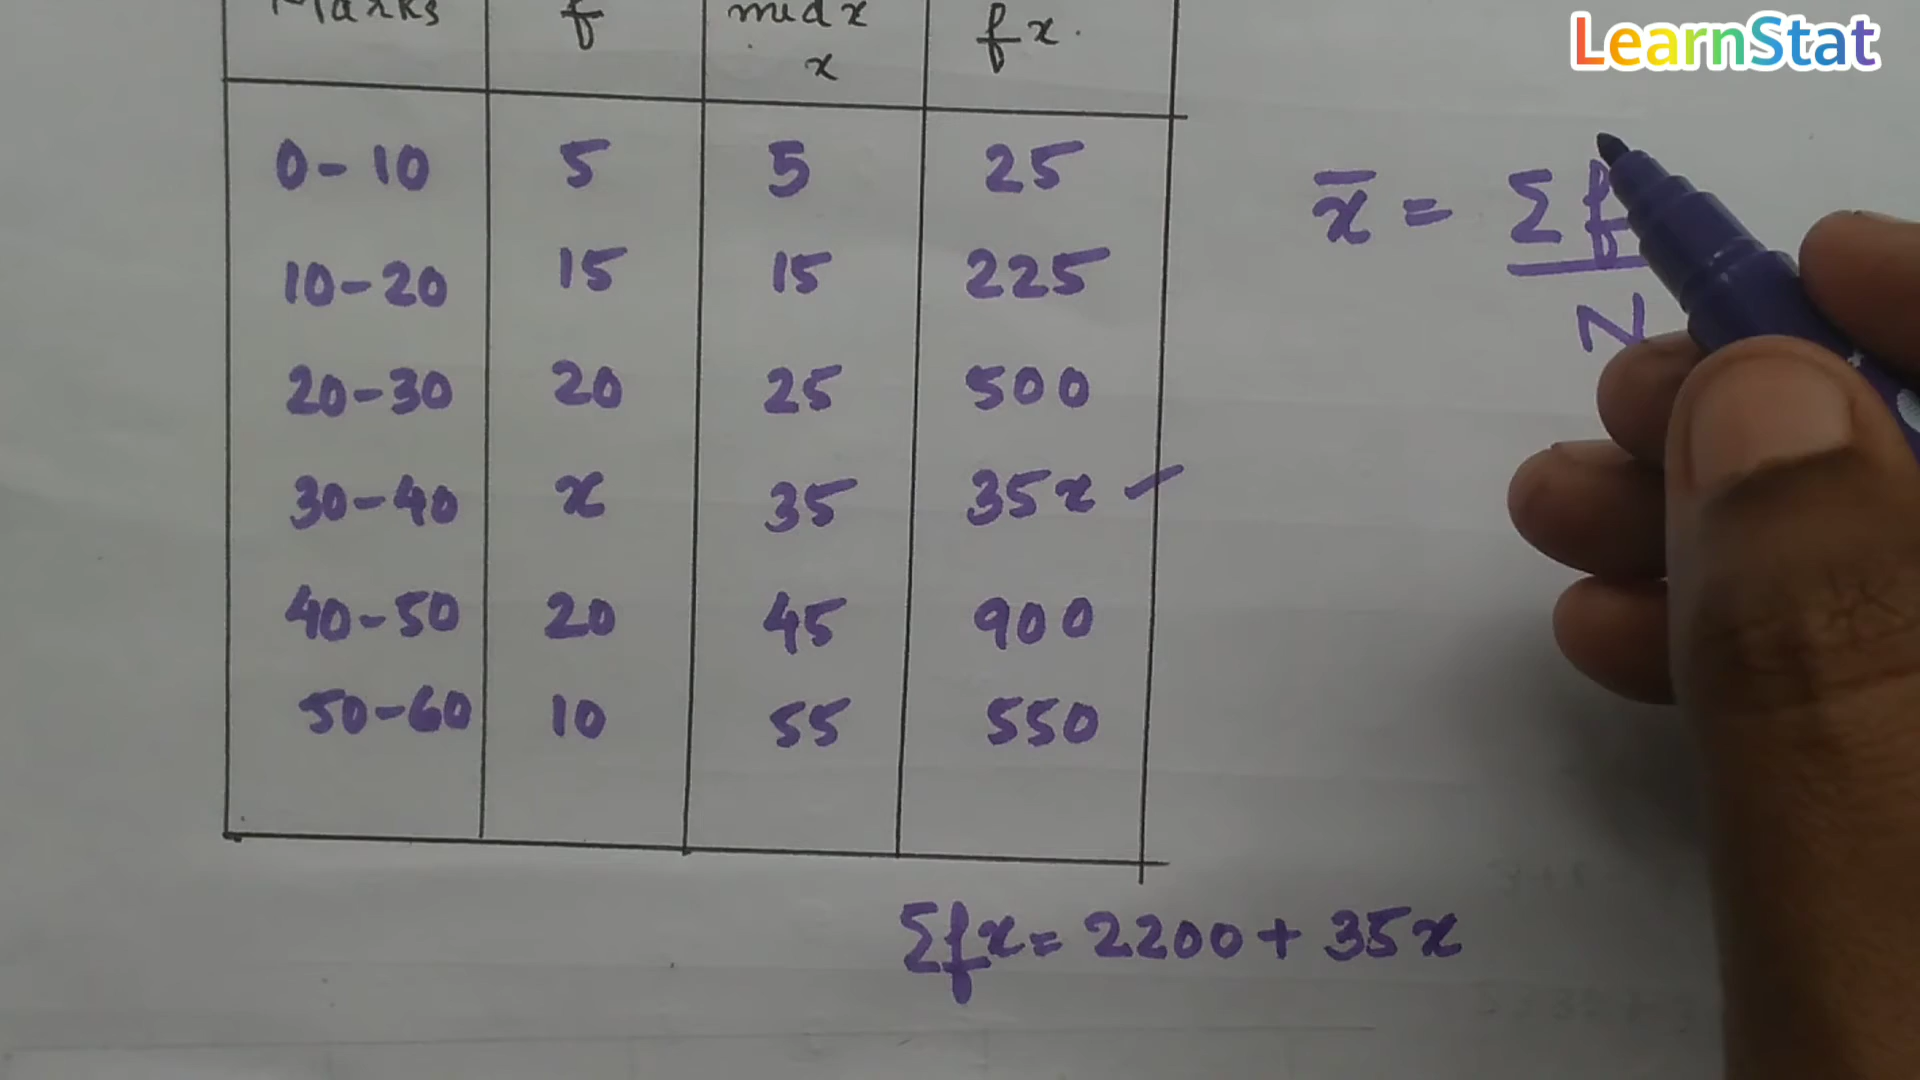 LearnStat
Marks f mid x x fx
0-10 5 5 25
10-20 15 15 225
20-30 20 25 500
30-40 x 35 35x
40-50 20 45 900
50-60 10 55 550
Σfx = 2200 + 35x
x̄ = Σf
N